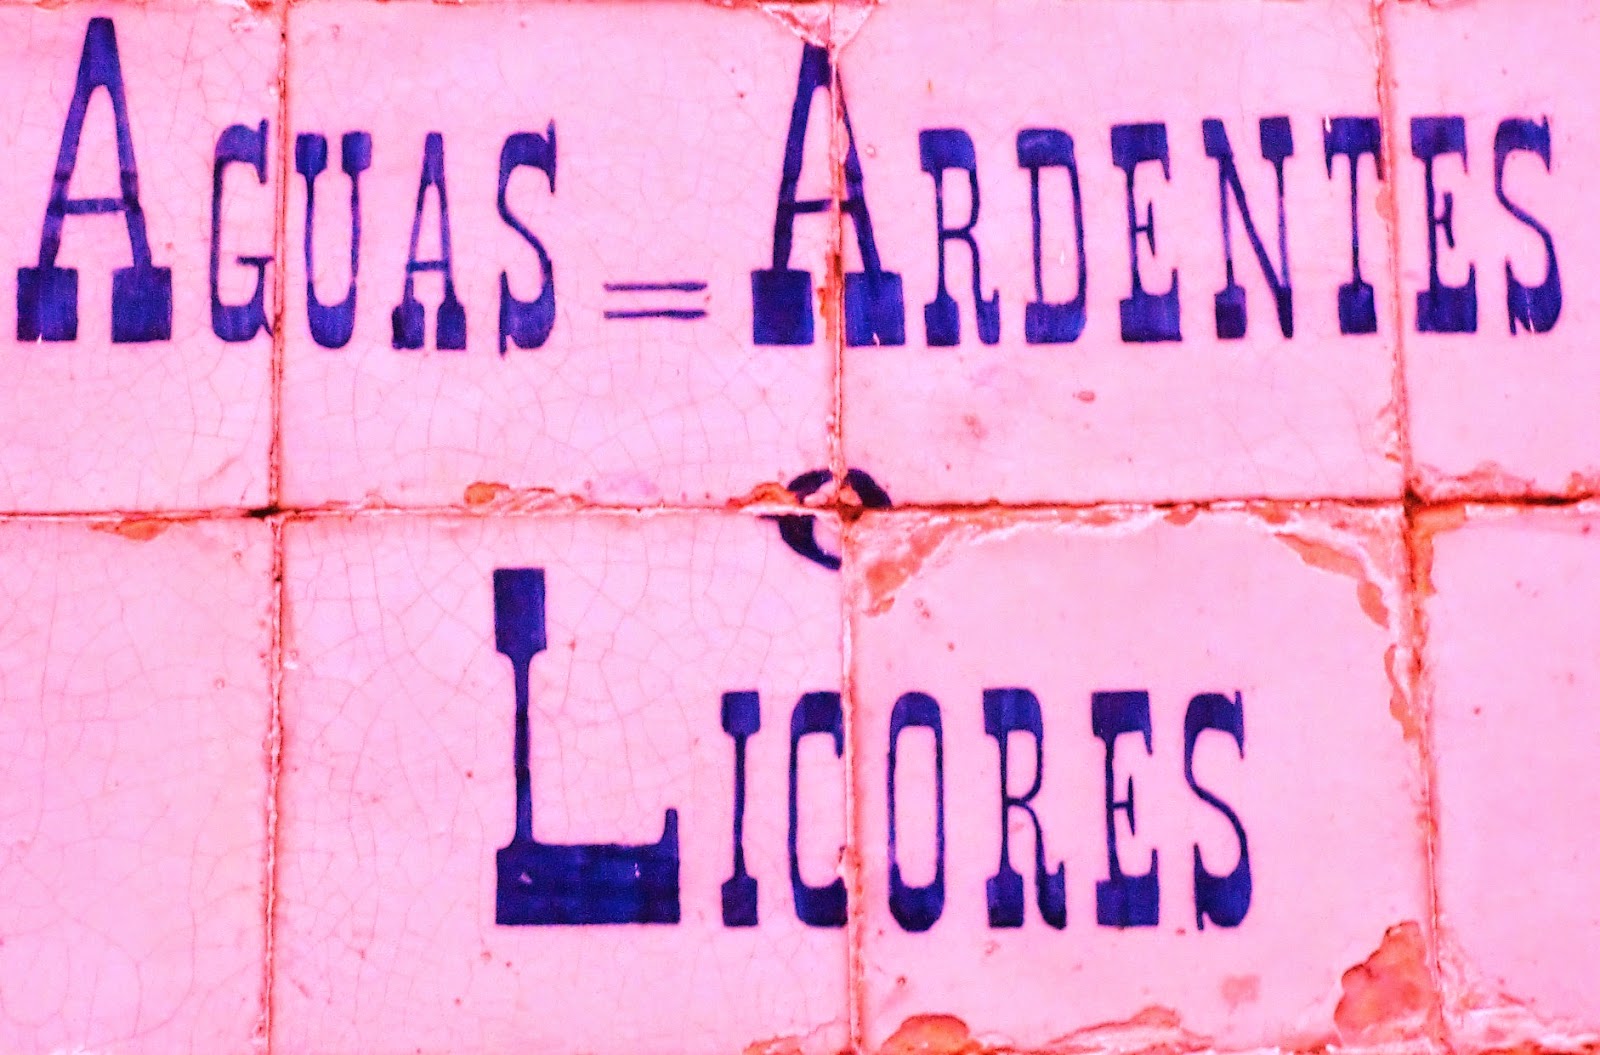 AGUAS = ARDENTES
LICORES